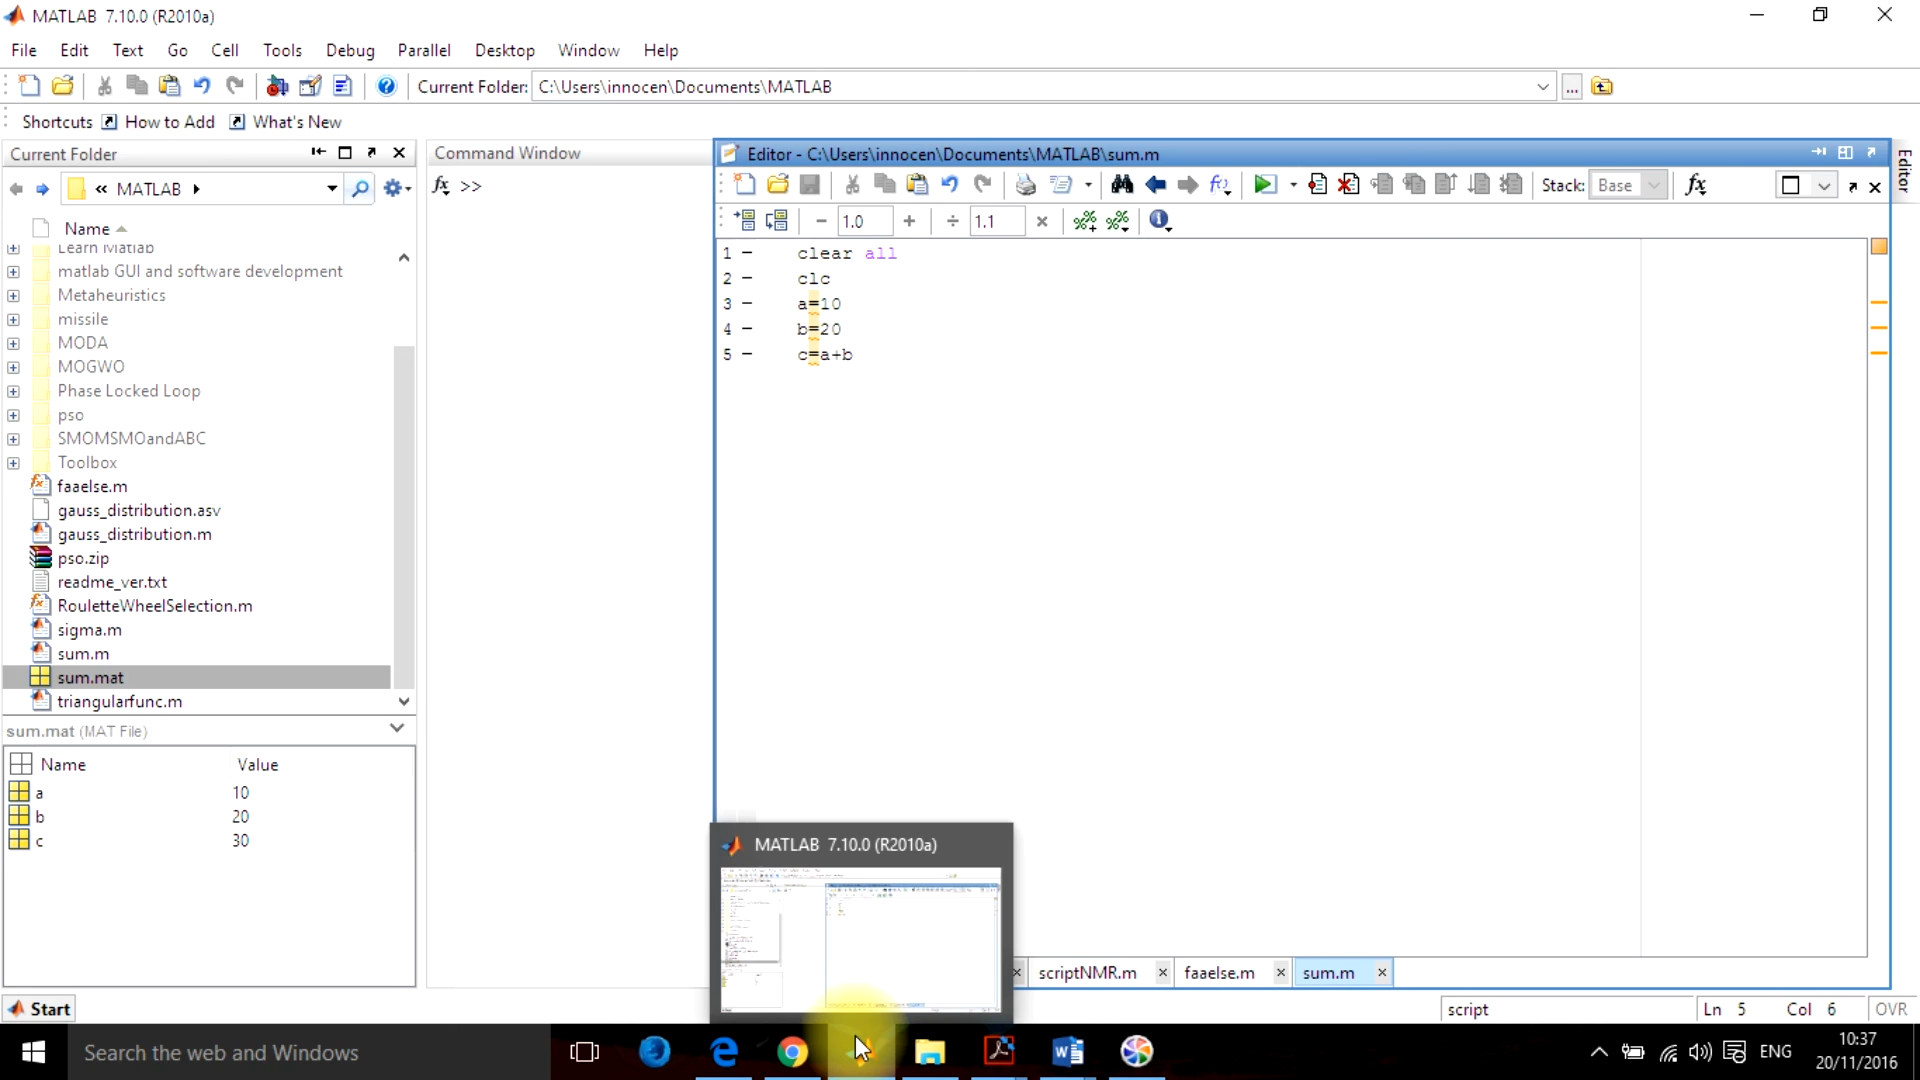 MATLAB 7.10.0 (R2010a)
File Edit Text Go Cell Tools Debug Parallel Desktop Window Help
Current Folder: C:\Users\innocen\Documents\MATLAB ...
Shortcuts How to Add What's New
Current Folder
« MATLAB
Name
Learn Matlab
matlab GUI and software development
Metaheuristics
missile
MODA
MOGWO
Phase Locked Loop
pso
SMOMSMOandABC
Toolbox
faaelse.m
gauss_distribution.asv
gauss_distribution.m
pso.zip
readme_ver.txt
RouletteWheelSelection.m
sigma.m
sum.m
sum.mat
triangularfunc.m
sum.mat (MAT File)
Name Value
a 10
b 20
c 30
Command Window
fx >>
Editor - C:\Users\innocen\Documents\MATLAB\sum.m
Stack: Base fx
− 1.0 + ÷ 1.1 ×
1 – clear all
2 – clc
3 – a=10
4 – b=20
5 – c=a+b
Editor
MATLAB 7.10.0 (R2010a)
scriptNMR.m faaelse.m sum.m
Start
script Ln 5 Col 6 OVR
Search the web and Windows
ENG
10:37
20/11/2016